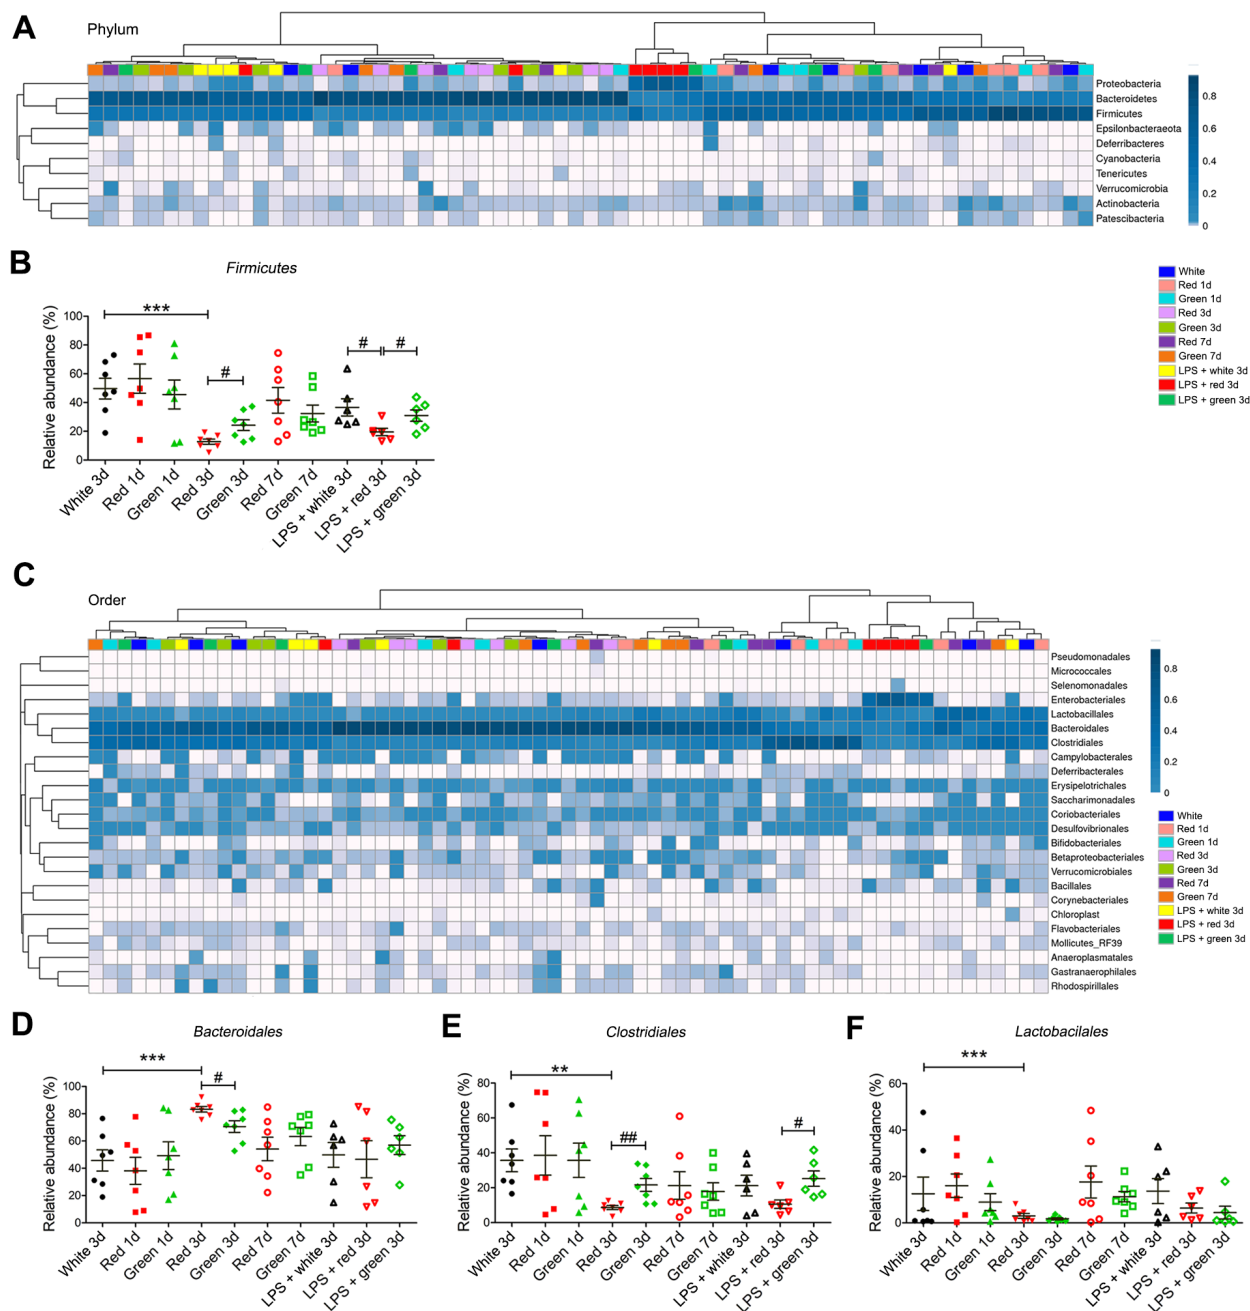 A
Phylum
Proteobacteria
Bacteroidetes
Firmicutes
Epsilonbacteraeota
Deferribacteres
Cyanobacteria
Tenericutes
Verrucomicrobia
Actinobacteria
Patescibacteria
0.8
0.6
0.4
0.2
0
B
Firmicutes
Relative abundance (%)
100
80
60
40
20
0
***
#
#
#
White 3d
Red 1d
Green 1d
Red 3d
Green 3d
Red 7d
Green 7d
LPS + white 3d
LPS + red 3d
LPS + green 3d
White
Red 1d
Green 1d
Red 3d
Green 3d
Red 7d
Green 7d
LPS + white 3d
LPS + red 3d
LPS + green 3d
C
Order
Pseudomonadales
Micrococcales
Selenomonadales
Enterobacteriales
Lactobacillales
Bacteroidales
Clostridiales
Campylobacterales
Deferribacterales
Erysipelotrichales
Saccharimonadales
Coriobacteriales
Desulfovibrionales
Bifidobacteriales
Betaproteobacteriales
Verrucomicrobiales
Bacillales
Corynebacteriales
Chloroplast
Flavobacteriales
Mollicutes_RF39
Anaeroplasmatales
Gastranaerophilales
Rhodospirillales
0.8
0.6
0.4
0.2
0
White
Red 1d
Green 1d
Red 3d
Green 3d
Red 7d
Green 7d
LPS + white 3d
LPS + red 3d
LPS + green 3d
D
Bacteroidales
Relative abundance (%)
100
80
60
40
20
0
***
#
White 3d
Red 1d
Green 1d
Red 3d
Green 3d
Red 7d
Green 7d
LPS + white 3d
LPS + red 3d
LPS + green 3d
E
Clostridiales
Relative abundance (%)
80
60
40
20
0
**
##
#
White 3d
Red 1d
Green 1d
Red 3d
Green 3d
Red 7d
Green 7d
LPS + white 3d
LPS + red 3d
LPS + green 3d
F
Lactobacilales
Relative abundance (%)
60
40
20
0
***
White 3d
Red 1d
Green 1d
Red 3d
Green 3d
Red 7d
Green 7d
LPS + white 3d
LPS + red 3d
LPS + green 3d